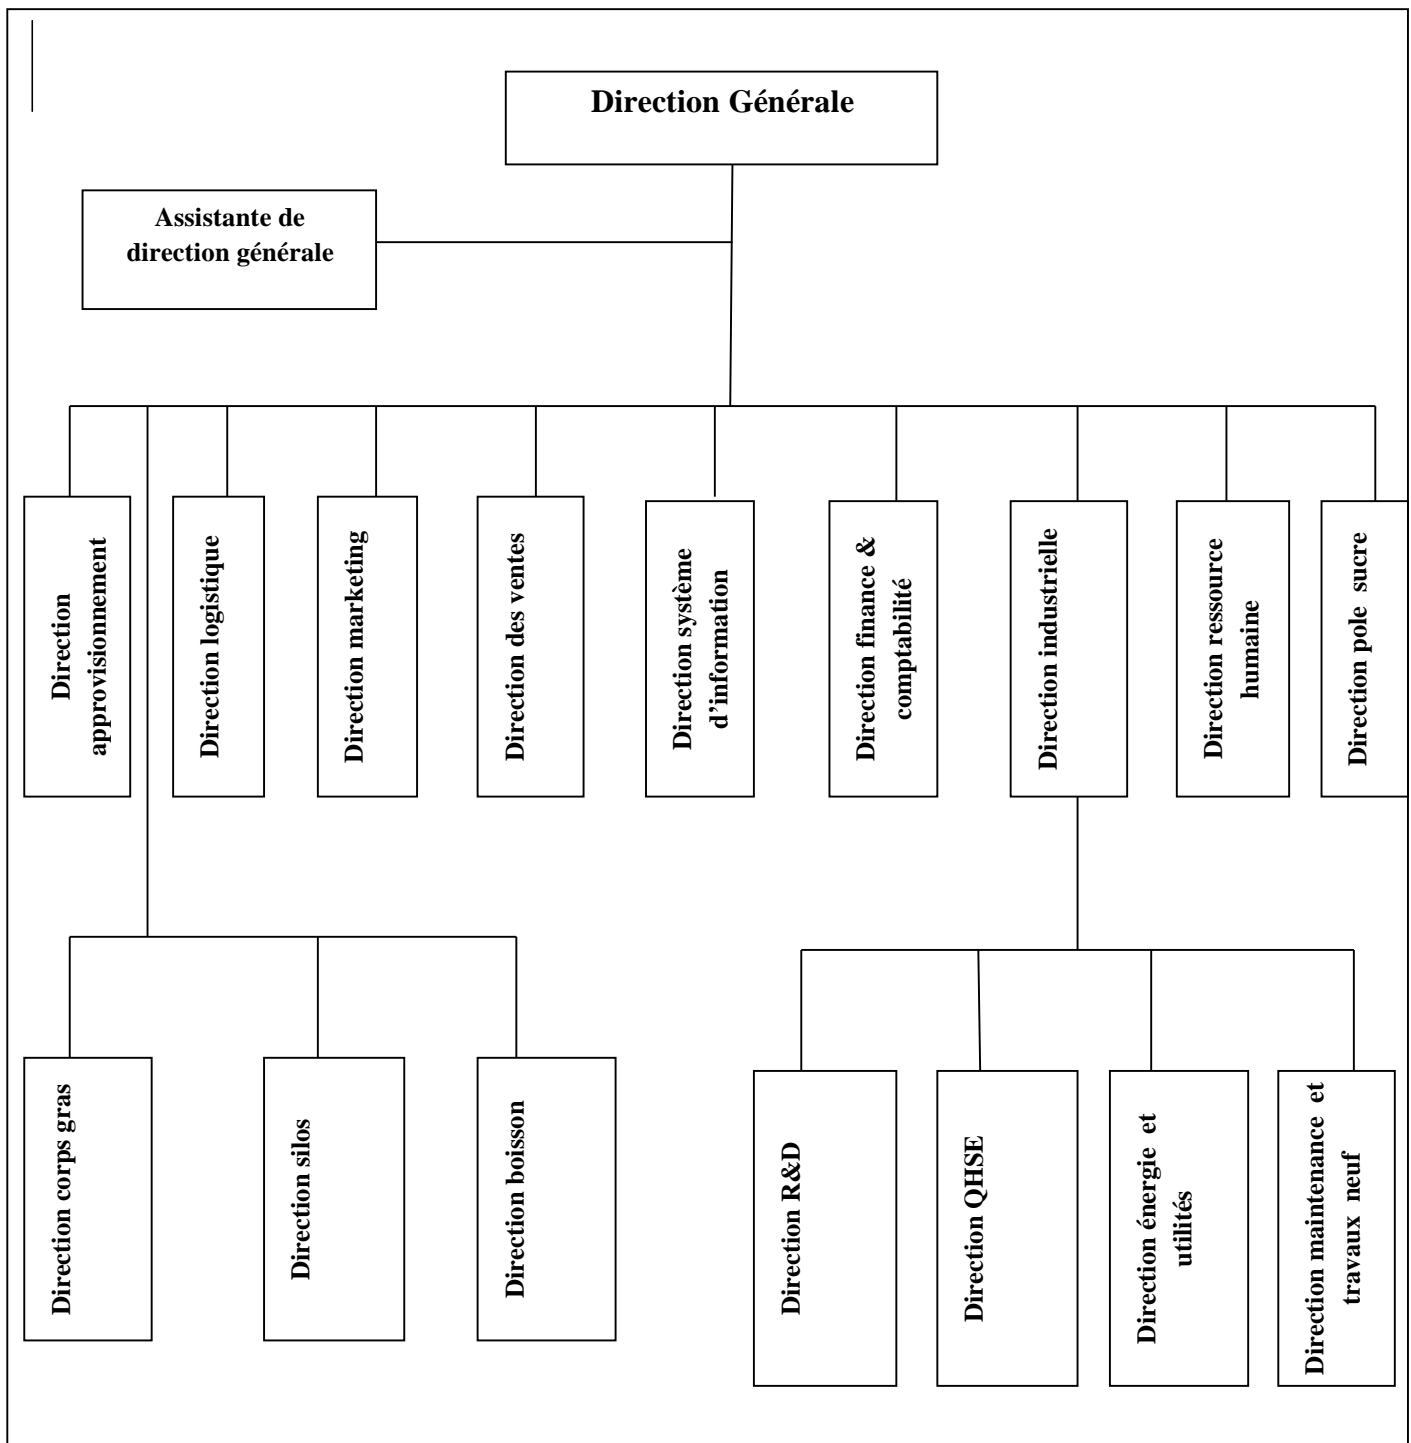 Direction Générale
Assistante de
direction générale
Direction
approvisionnement
Direction logistique
Direction marketing
Direction des ventes
Direction système
d’information
Direction finance &
comptabilité
Direction industrielle
Direction ressource
humaine
Direction pole sucre
Direction corps gras
Direction silos
Direction boisson
Direction R&D
Direction QHSE
Direction énergie et
utilités
Direction maintenance et
travaux neuf